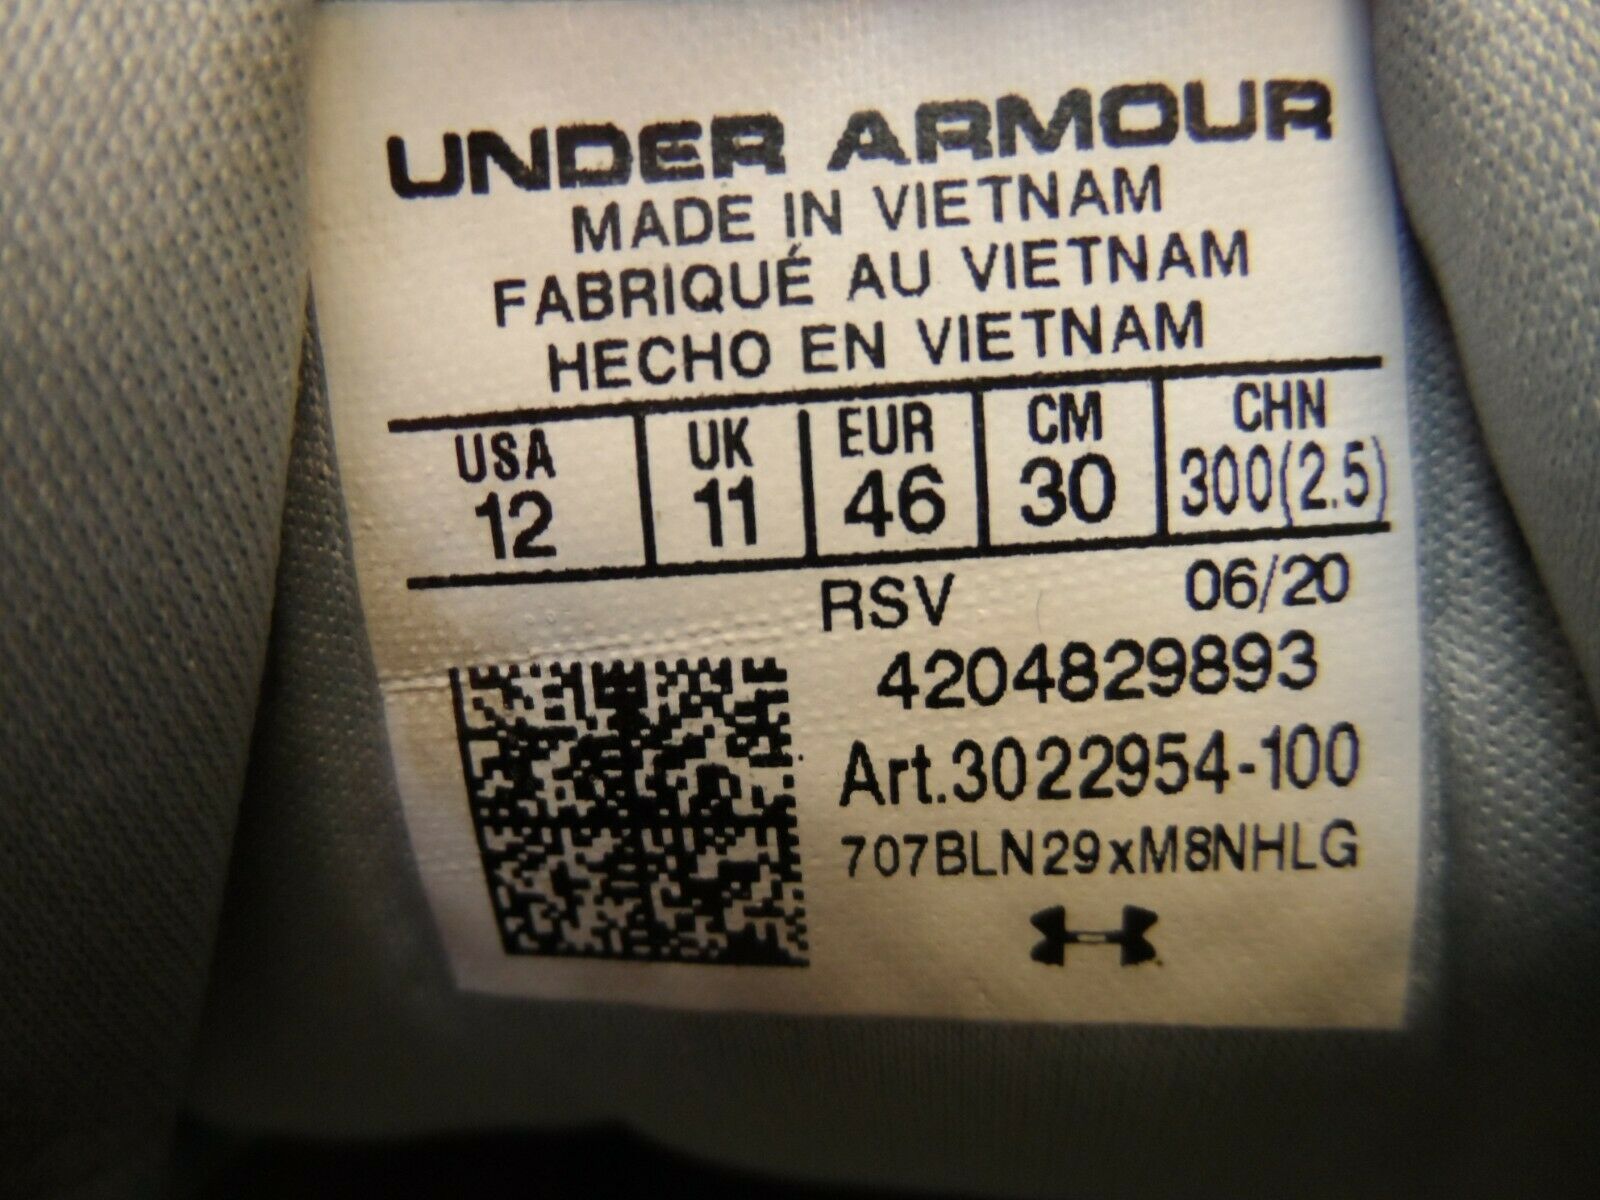 UNDER ARMOUR
MADE IN VIETNAM
FABRIQUÉ AU VIETNAM
HECHO EN VIETNAM
USA UK EUR CM CHN
12 11 46 30 300(2.5)
RSV 06/20
4204829893
Art.3022954-100
707BLN29xM8NHLG